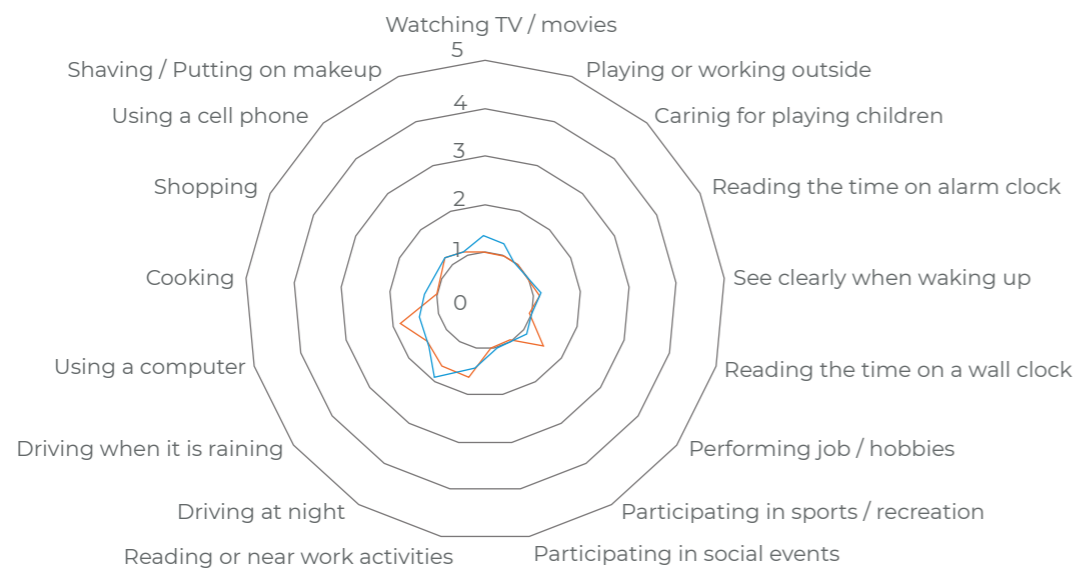 Watching TV / movies
5
Shaving / Putting on makeup
Playing or working outside
4
Using a cell phone
Carinig for playing children
3
Shopping
Reading the time on alarm clock
2
1
Cooking
See clearly when waking up
0
Using a computer
Reading the time on a wall clock
Driving when it is raining
Performing job / hobbies
Driving at night
Participating in sports / recreation
Reading or near work activities
Participating in social events